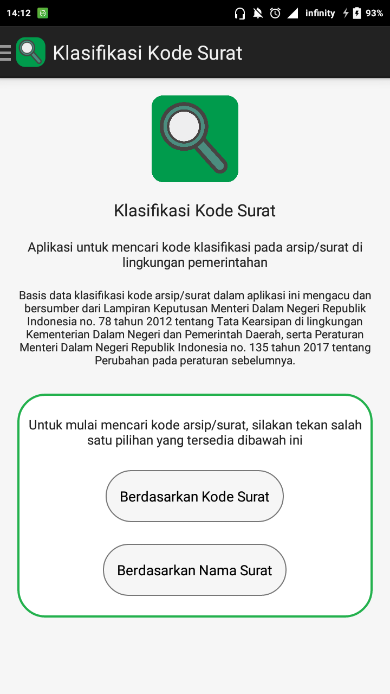 14:12
infinity
93%
Klasifikasi Kode Surat
Klasifikasi Kode Surat
Aplikasi untuk mencari kode klasifikasi pada arsip/surat di
lingkungan pemerintahan
Basis data klasifikasi kode arsip/surat dalam aplikasi ini mengacu dan
bersumber dari Lampiran Keputusan Menteri Dalam Negeri Republik
Indonesia no. 78 tahun 2012 tentang Tata Kearsipan di lingkungan
Kementerian Dalam Negeri dan Pemerintah Daerah, serta Peraturan
Menteri Dalam Negeri Republik Indonesia no. 135 tahun 2017 tentang
Perubahan pada peraturan sebelumnya.
Untuk mulai mencari kode arsip/surat, silakan tekan salah
satu pilihan yang tersedia dibawah ini
Berdasarkan Kode Surat
Berdasarkan Nama Surat